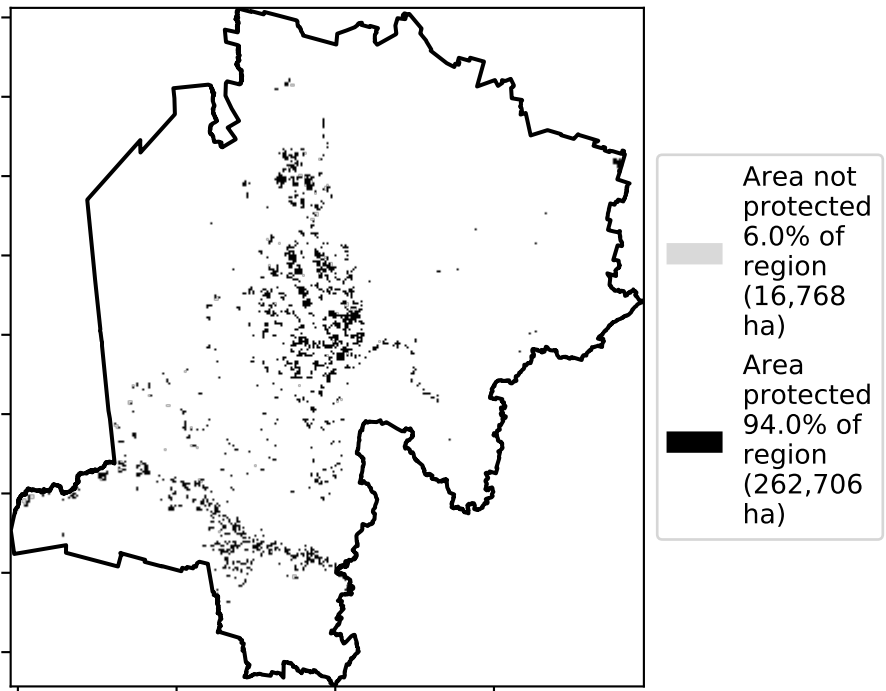 Area not
protected
6.0% of
region
(16,768
ha)
Area
protected
94.0% of
region
(262,706
ha)